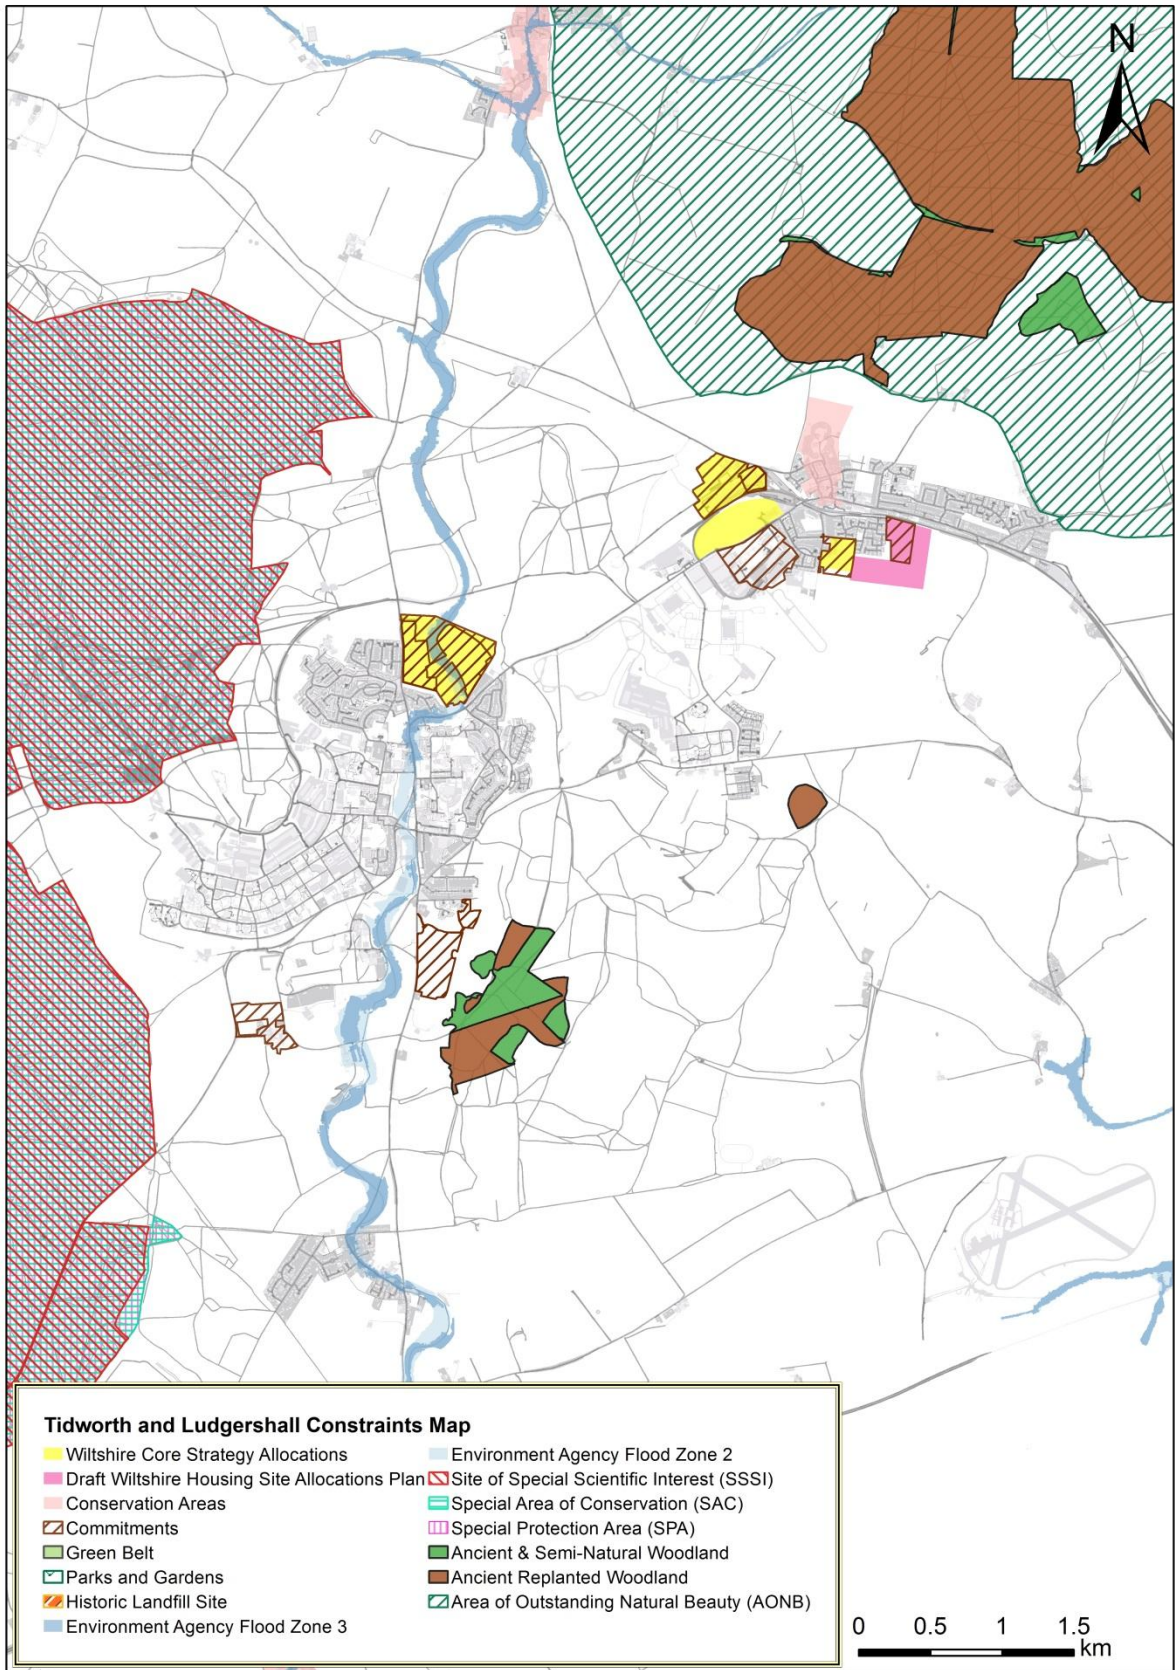 N
Tidworth and Ludgershall Constraints Map
Wiltshire Core Strategy Allocations
Draft Wiltshire Housing Site Allocations Plan
Conservation Areas
Commitments
Green Belt
Parks and Gardens
Historic Landfill Site
Environment Agency Flood Zone 3
Environment Agency Flood Zone 2
Site of Special Scientific Interest (SSSI)
Special Area of Conservation (SAC)
Special Protection Area (SPA)
Ancient & Semi-Natural Woodland
Ancient Replanted Woodland
Area of Outstanding Natural Beauty (AONB)
0 0.5 1 1.5
km